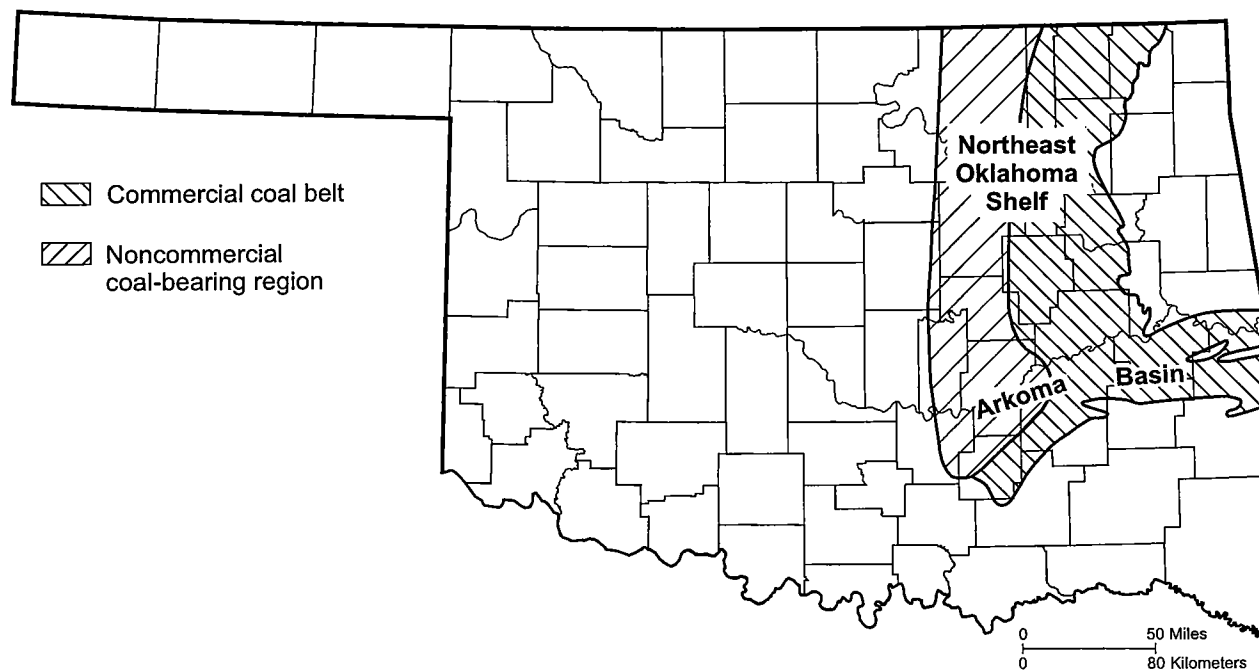 Northeast
Oklahoma
Shelf
Commercial coal belt
Noncommercial
coal-bearing region
Arkoma Basin
0 50 Miles
0 80 Kilometers